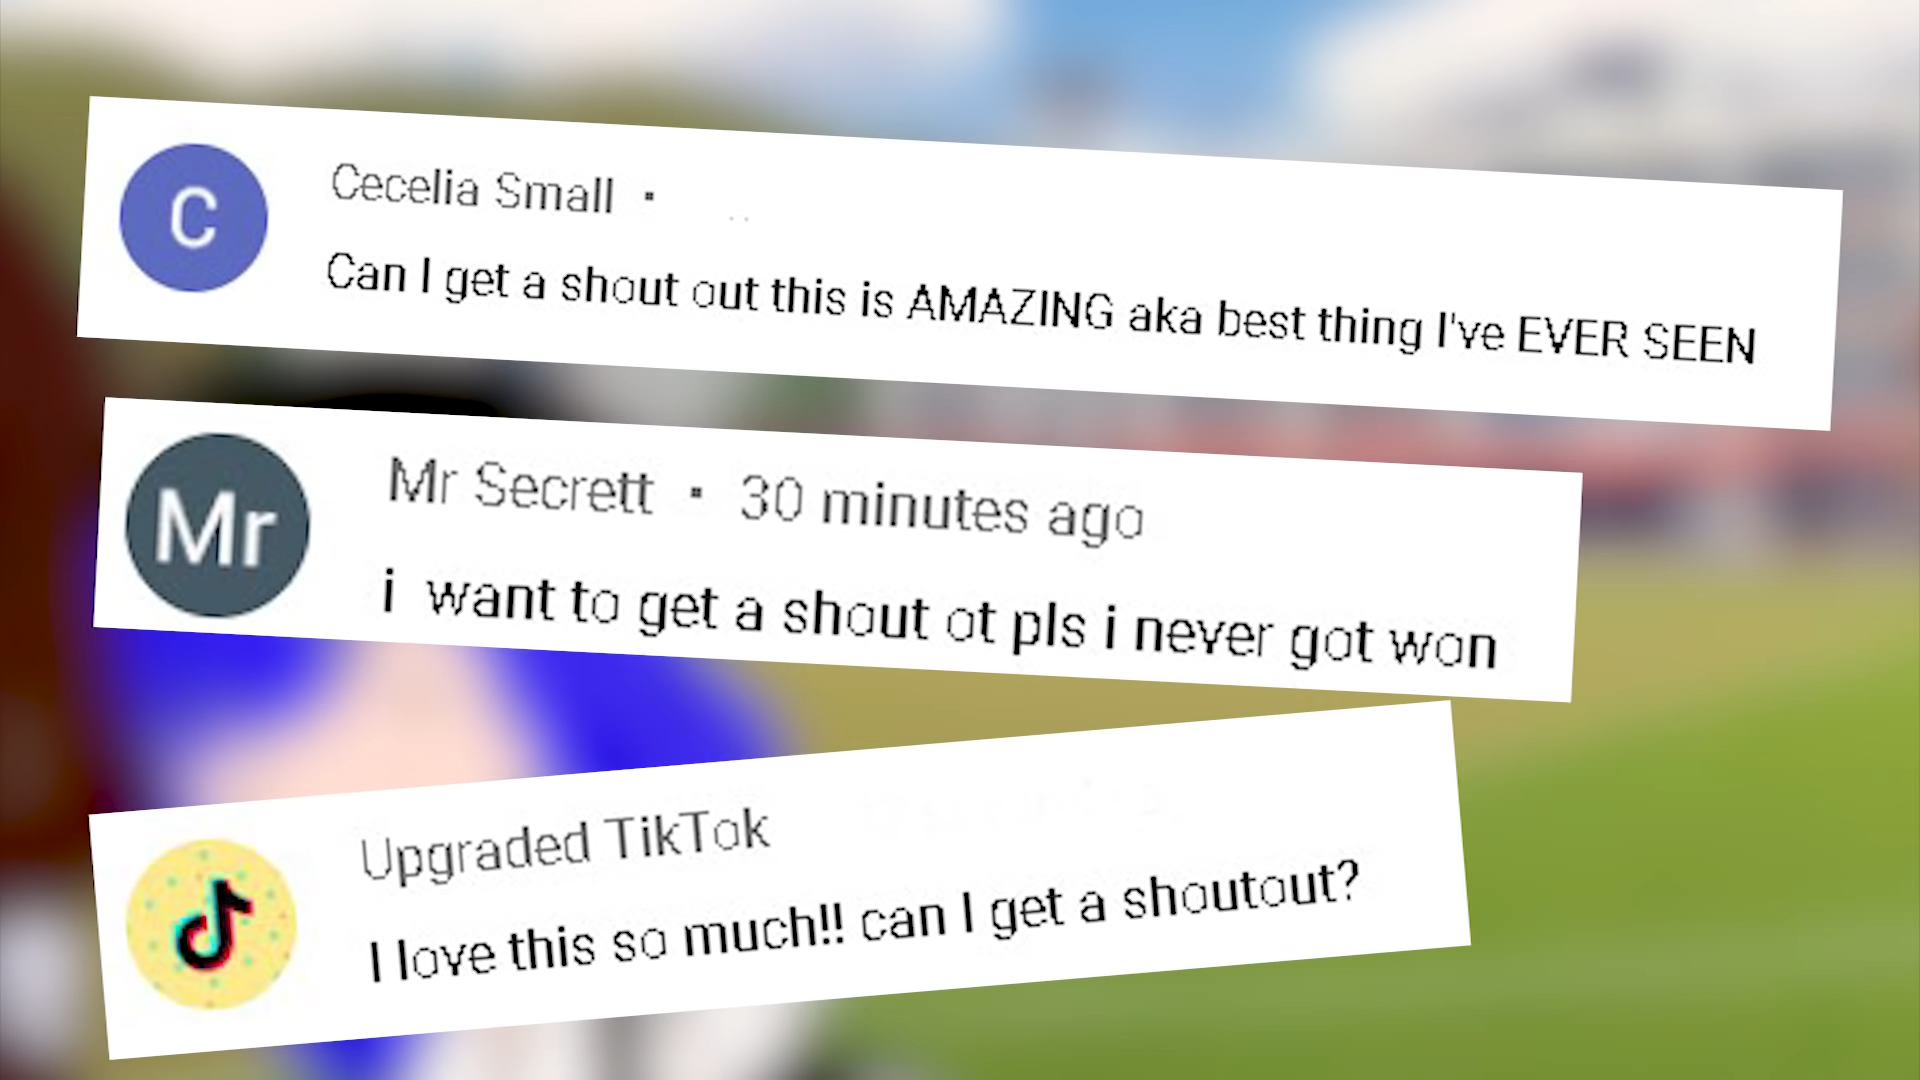 C
Cecelia Small ·
Can I get a shout out this is AMAZING aka best thing I've EVER SEEN
Mr
Mr Secrett · 30 minutes ago
i want to get a shout ot pls i never got won
Upgraded TikTok
I love this so much!! can I get a shoutout?